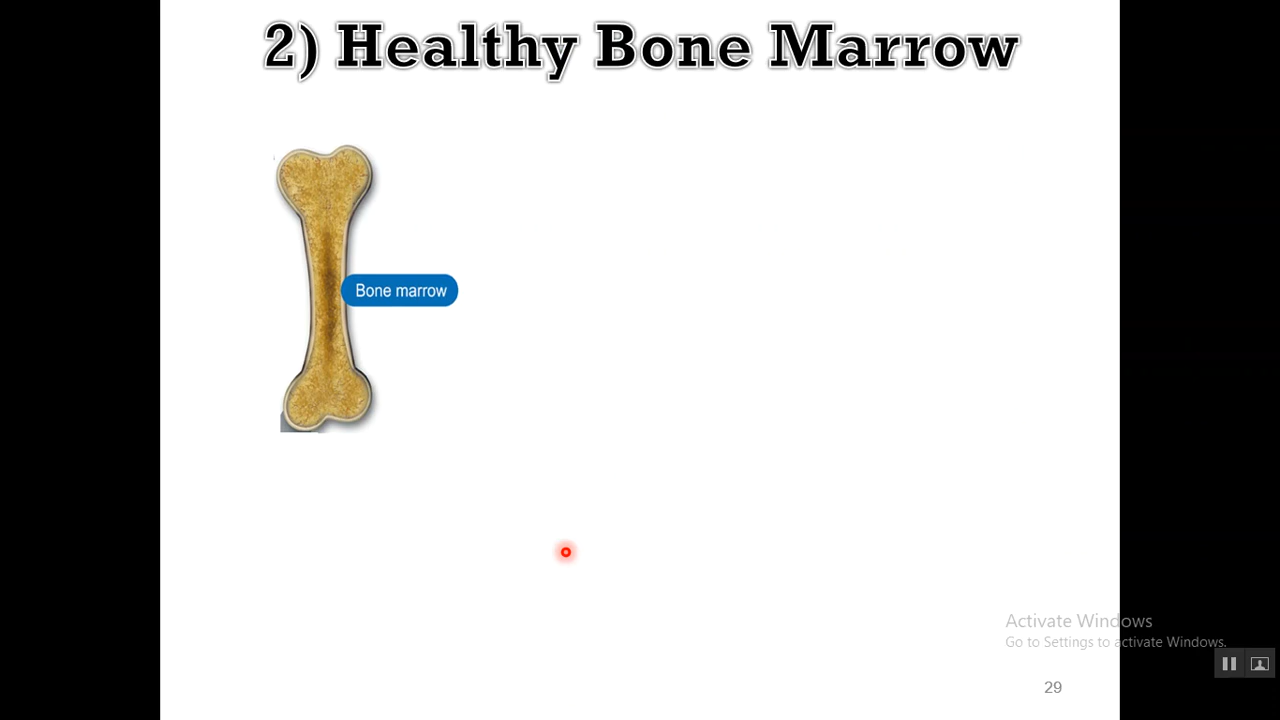 2) Healthy Bone Marrow
Bone marrow
Activate Windows
Go to Settings to activate Windows.
29